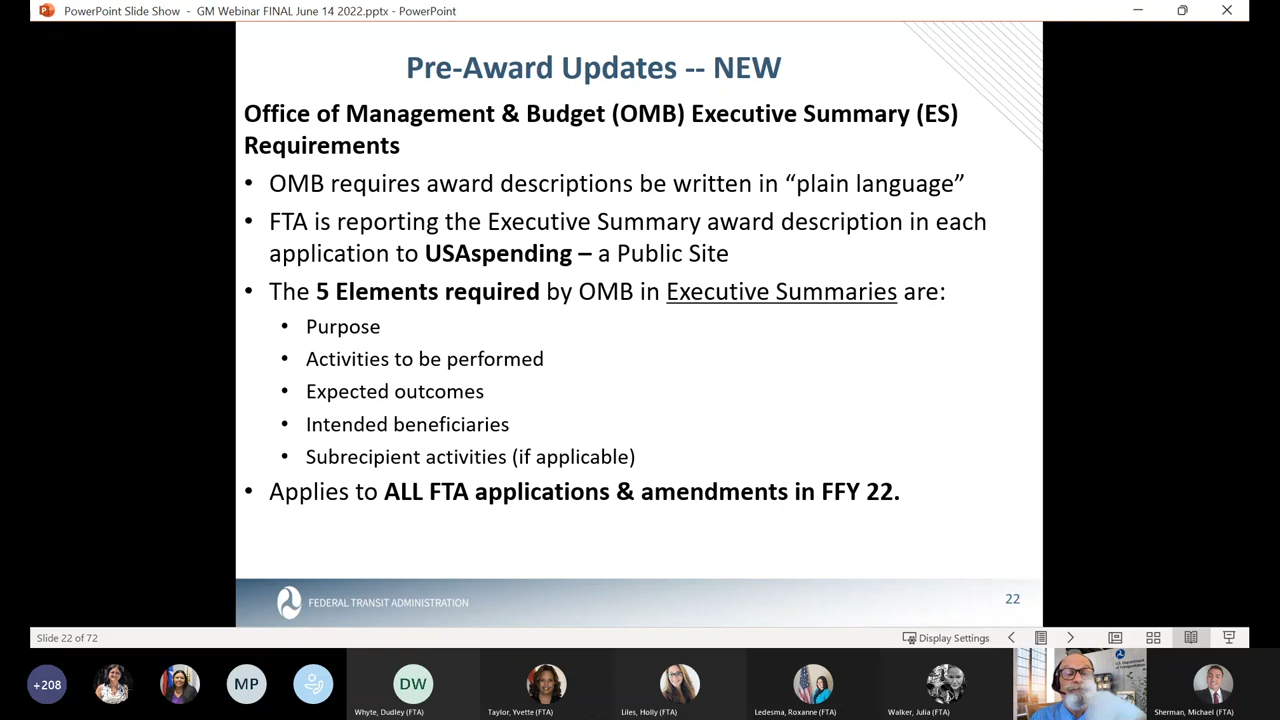 PowerPoint Slide Show - GM Webinar FINAL June 14 2022.pptx - PowerPoint
Pre-Award Updates -- NEW
Office of Management & Budget (OMB) Executive Summary (ES)
Requirements
• OMB requires award descriptions be written in “plain language”
• FTA is reporting the Executive Summary award description in each
application to USAspending – a Public Site
• The 5 Elements required by OMB in Executive Summaries are:
• Purpose
• Activities to be performed
• Expected outcomes
• Intended beneficiaries
• Subrecipient activities (if applicable)
• Applies to ALL FTA applications & amendments in FFY 22.
FEDERAL TRANSIT ADMINISTRATION
22
Slide 22 of 72
Display Settings
+208
MP
DW
Whyte, Dudley (FTA)
Taylor, Yvette (FTA)
Liles, Holly (FTA)
Ledesma, Roxanne (FTA)
Walker, Julia (FTA)
U.S. Department
of Transportation
Sherman, Michael (FTA)